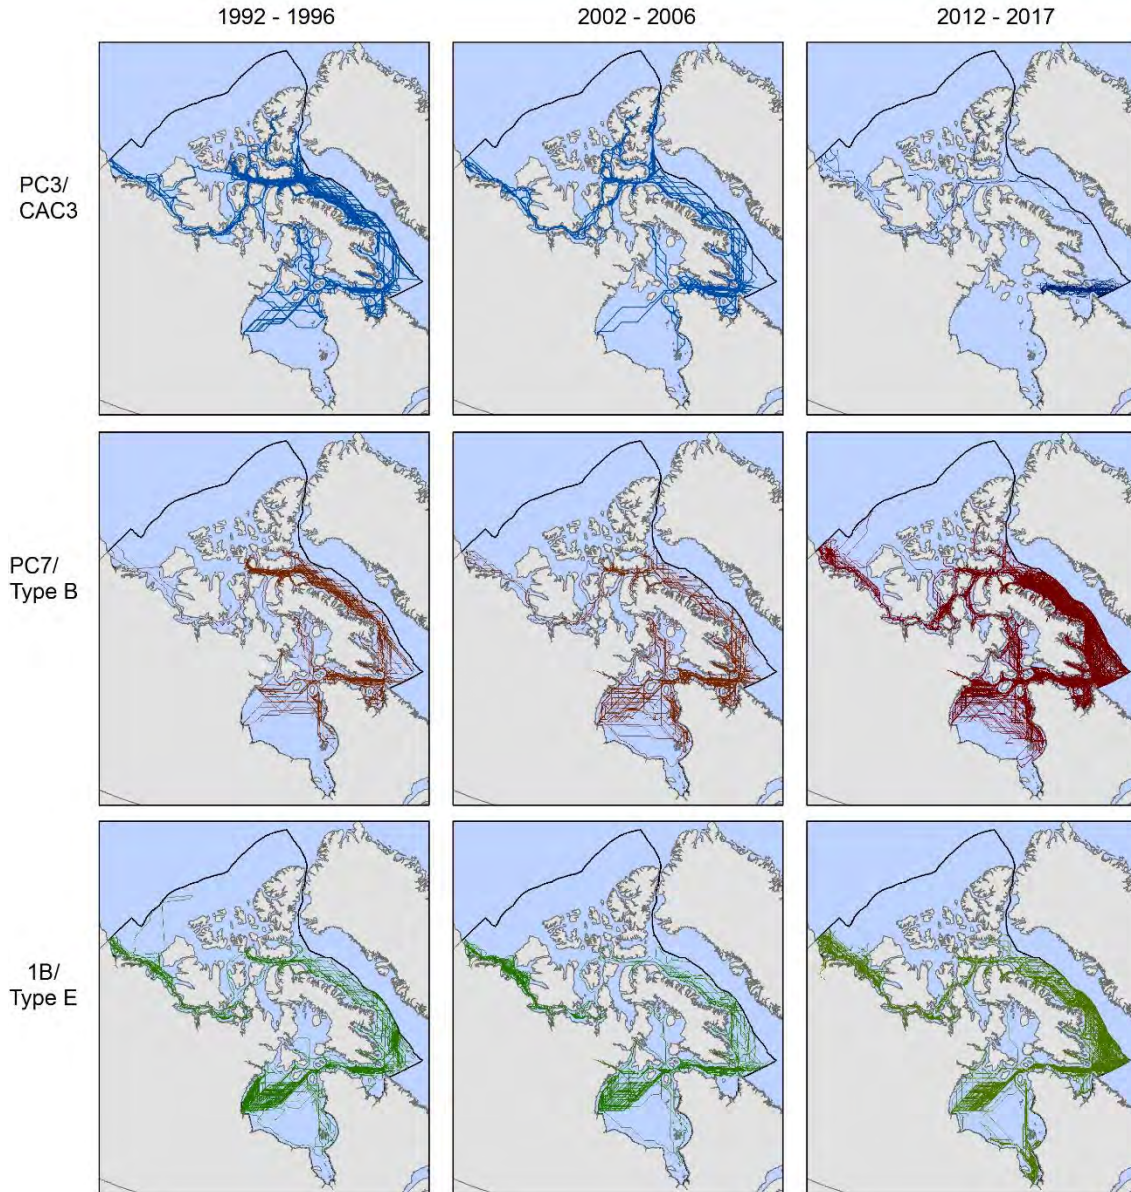 1992 - 1996
2002 - 2006
2012 - 2017
PC3/
CAC3
PC7/
Type B
1B/
Type E